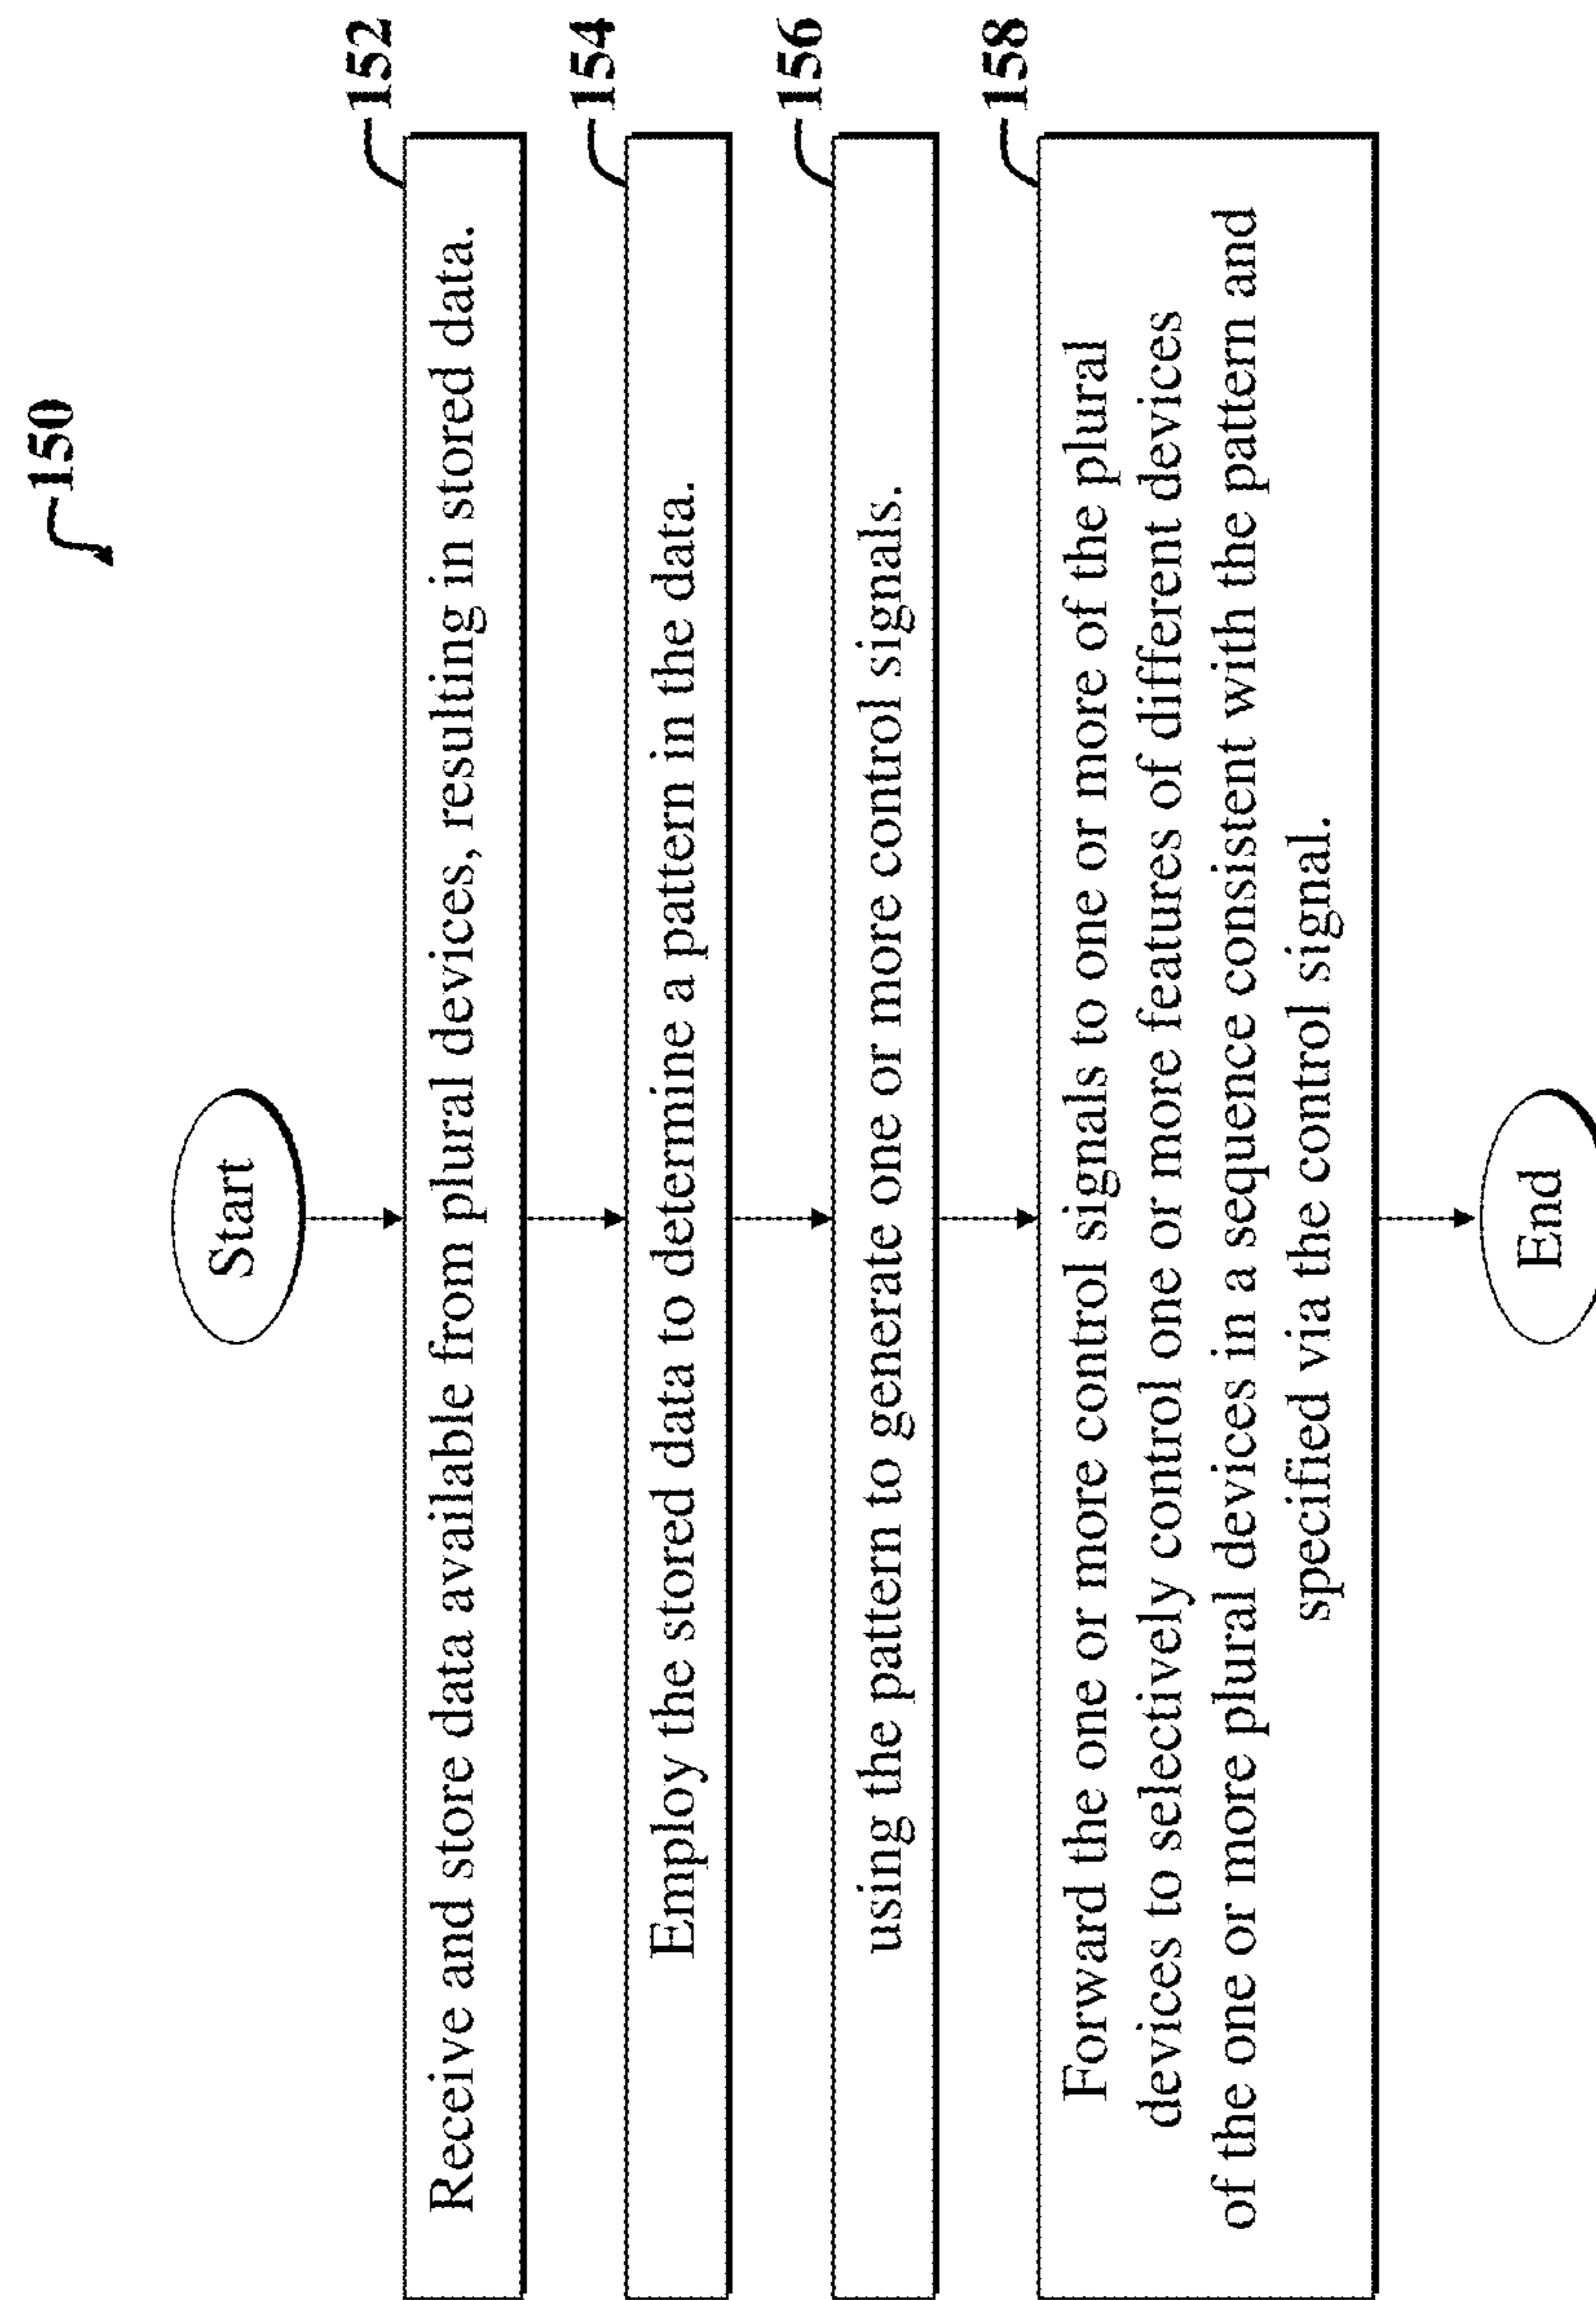 150
Start
152
Receive and store data available from plural devices, resulting in stored data.
154
Employ the stored data to determine a pattern in the data.
156
using the pattern to generate one or more control signals.
158
Forward the one or more control signals to one or more of the plural
devices to selectively control one or more features of different devices
of the one or more plural devices in a sequence consistent with the pattern and
specified via the control signal.
End